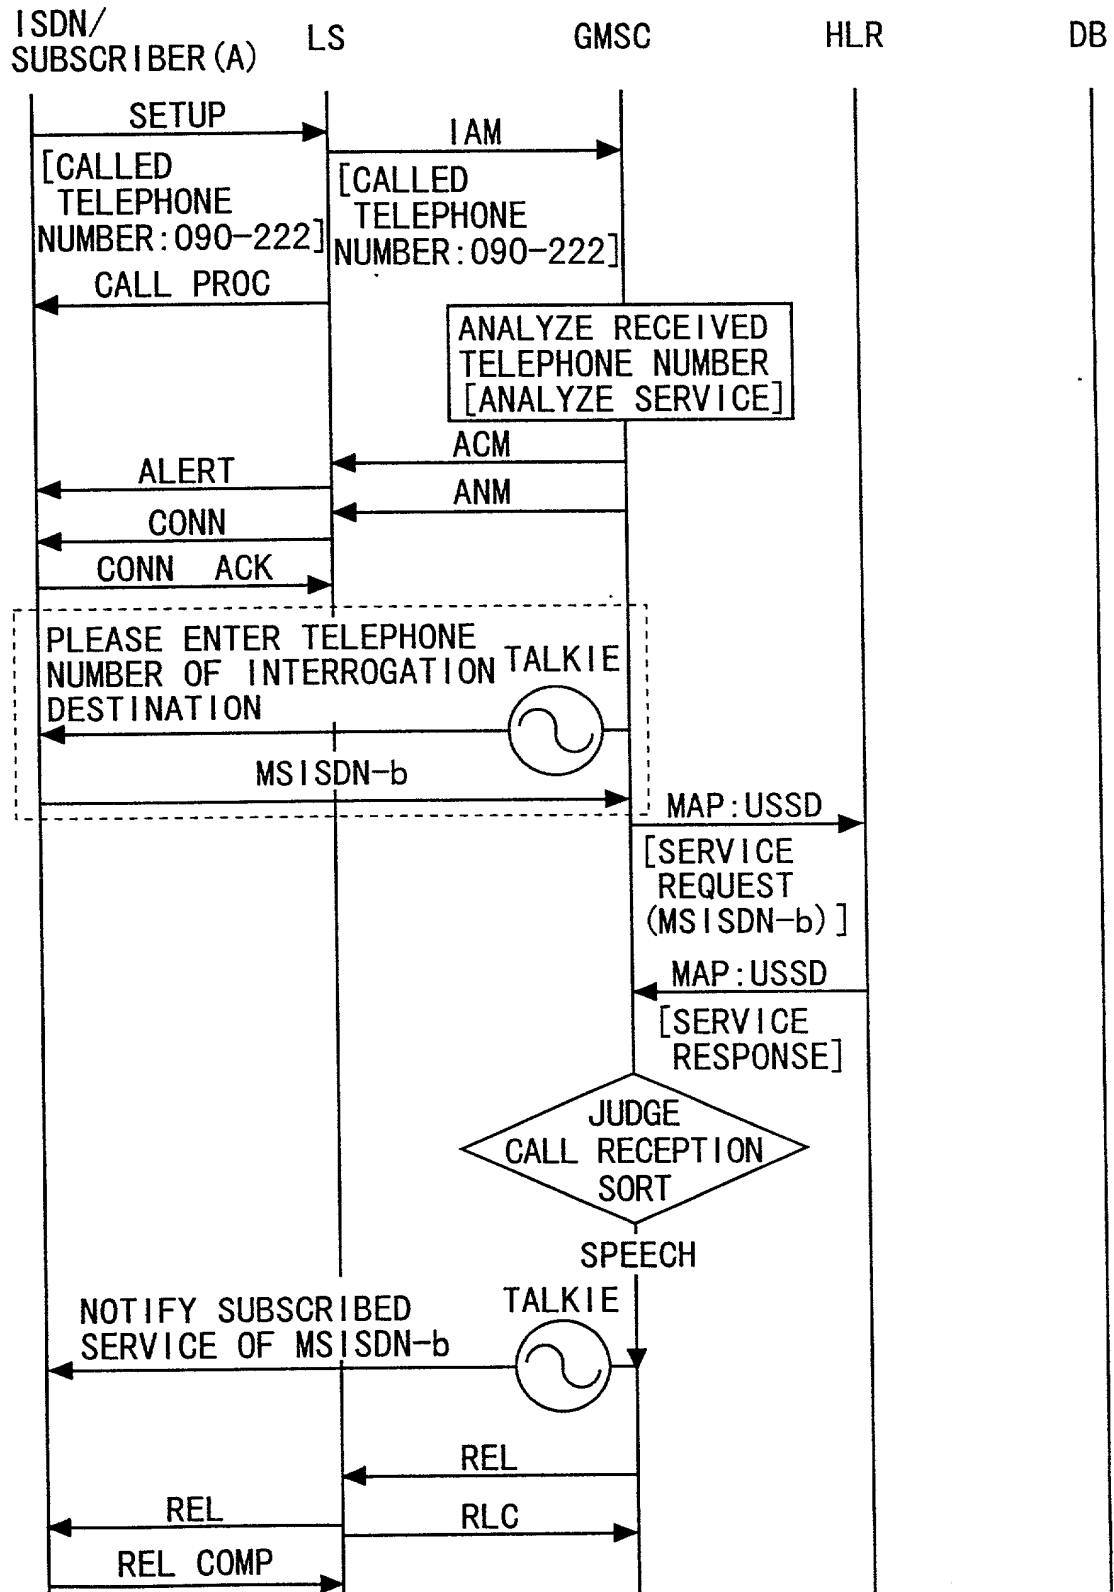 ISDN/
SUBSCRIBER(A)
LS
GMSC
HLR
DB
SETUP
IAM
[CALLED
TELEPHONE
NUMBER:090-222]
[CALLED
TELEPHONE
NUMBER:090-222]
CALL PROC
ANALYZE RECEIVED
TELEPHONE NUMBER
[ANALYZE SERVICE]
ACM
ALERT
ANM
CONN
CONN ACK
PLEASE ENTER TELEPHONE
NUMBER OF INTERROGATION
DESTINATION
TALKIE
MSISDN-b
MAP:USSD
[SERVICE
REQUEST
(MSISDN-b)]
MAP:USSD
[SERVICE
RESPONSE]
JUDGE
CALL RECEPTION
SORT
SPEECH
TALKIE
NOTIFY SUBSCRIBED
SERVICE OF MSISDN-b
REL
REL
RLC
REL COMP